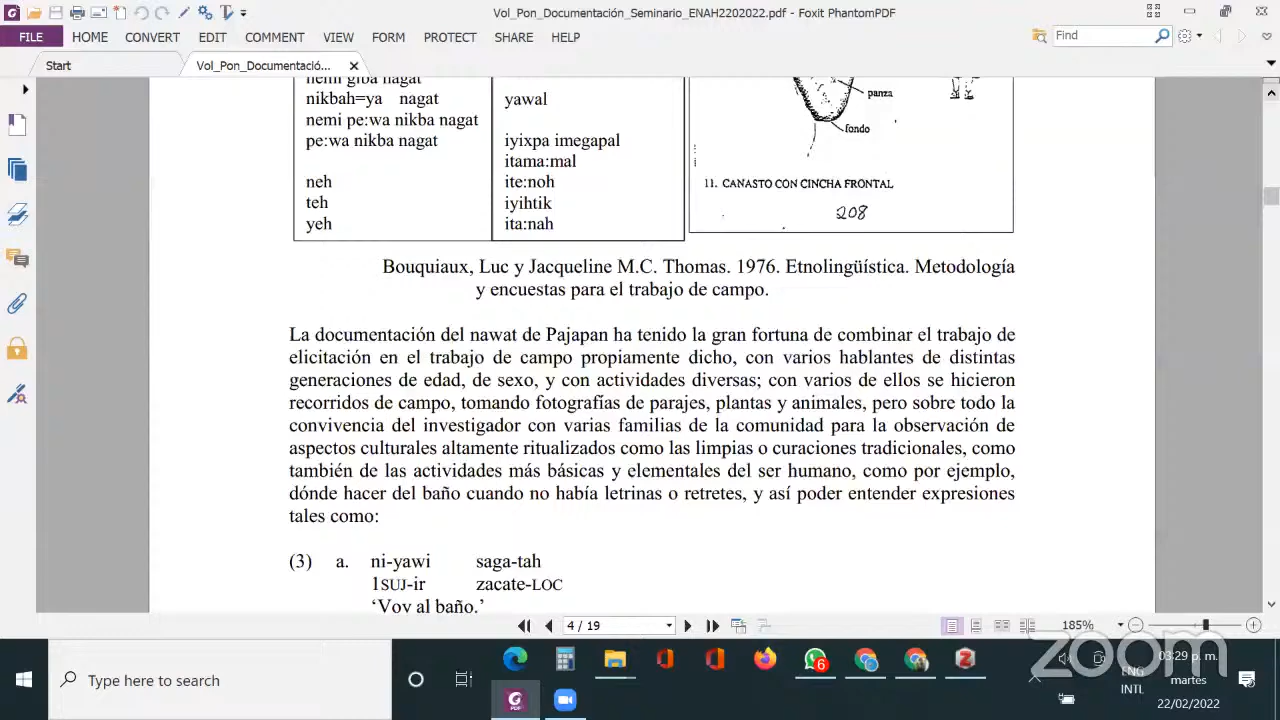 Vol_Pon_Documentación_Seminario_ENAH2202022.pdf - Foxit PhantomPDF
FILE HOME CONVERT EDIT COMMENT VIEW FORM PROTECT SHARE HELP Find
Start Vol_Pon_Documentació...
nemi giba nagat
nikbah=ya nagat
nemi pe:wa nikba nagat
pe:wa nikba nagat
neh
teh
yeh
yawal
iyixpa imegapal
itama:mal
ite:noh
iyihtik
ita:nah
panza
fondo
11. CANASTO CON CINCHA FRONTAL
208
Bouquiaux, Luc y Jacqueline M.C. Thomas. 1976. Etnolingüística. Metodología
y encuestas para el trabajo de campo.
La documentación del nawat de Pajapan ha tenido la gran fortuna de combinar el trabajo de
elicitación en el trabajo de campo propiamente dicho, con varios hablantes de distintas
generaciones de edad, de sexo, y con actividades diversas; con varios de ellos se hicieron
recorridos de campo, tomando fotografías de parajes, plantas y animales, pero sobre todo la
convivencia del investigador con varias familias de la comunidad para la observación de
aspectos culturales altamente ritualizados como las limpias o curaciones tradicionales, como
también de las actividades más básicas y elementales del ser humano, como por ejemplo,
dónde hacer del baño cuando no había letrinas o retretes, y así poder entender expresiones
tales como:
(3) a. ni-yawi saga-tah
1SUJ-ir zacate-LOC
‘Voy al baño.’
4 / 19 185%
zoom
Type here to search
6
ENG
INTL
03:29 p. m.
martes
22/02/2022
PDF